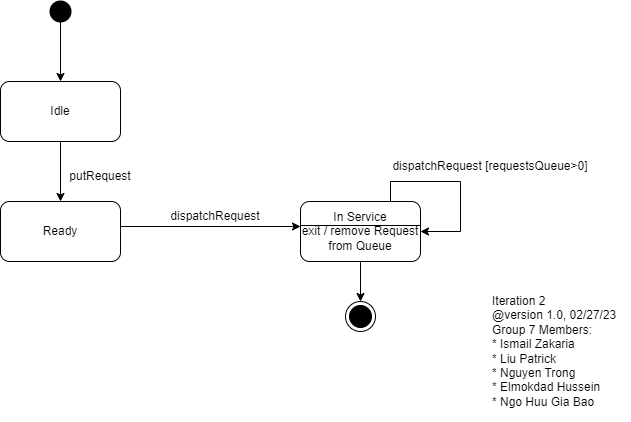 Idle
putRequest
dispatchRequest [requestsQueue>0]
Ready
dispatchRequest
In Service
exit / remove Request
from Queue
Iteration 2
@version 1.0, 02/27/23
Group 7 Members:
* Ismail Zakaria
* Liu Patrick
* Nguyen Trong
* Elmokdad Hussein
* Ngo Huu Gia Bao